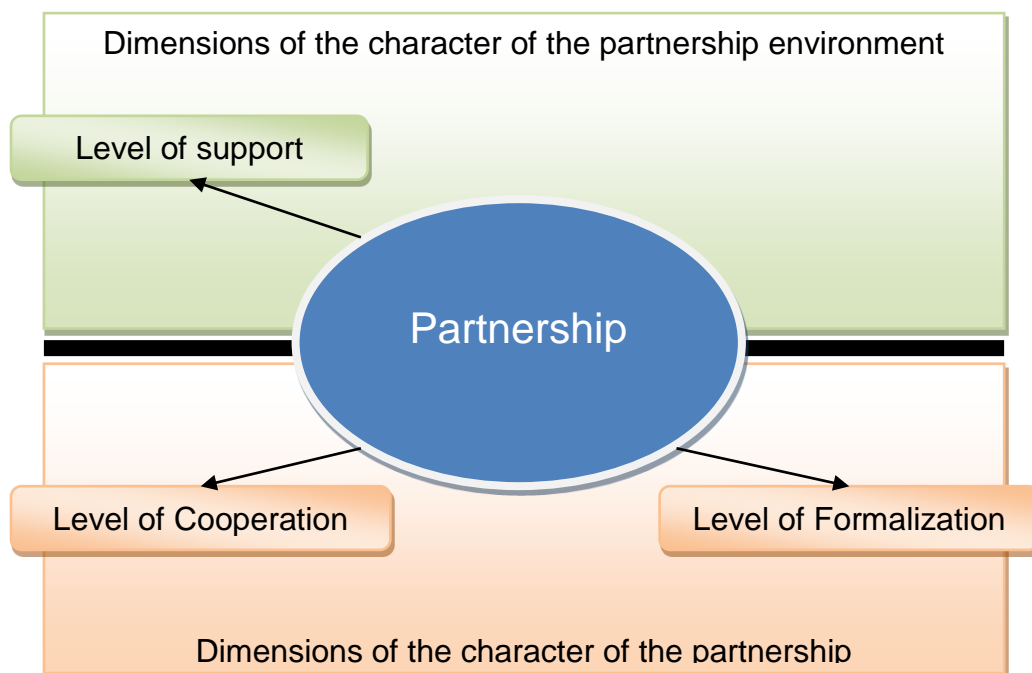 Dimensions of the character of the partnership environment
Level of support
Partnership
Level of Cooperation
Level of Formalization
Dimensions of the character of the partnership